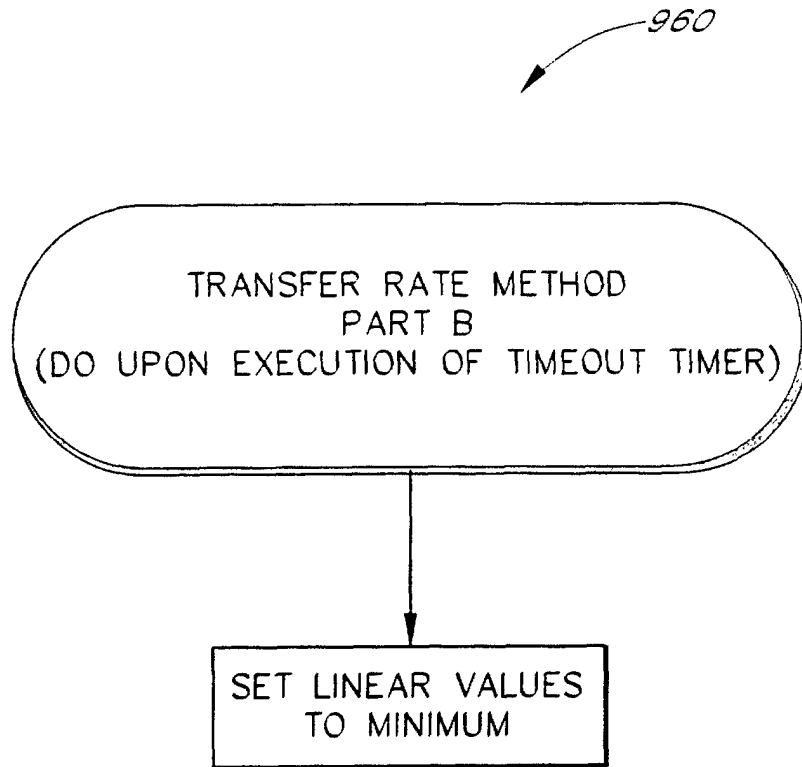 960
TRANSFER RATE METHOD
PART B
(DO UPON EXECUTION OF TIMEOUT TIMER)
SET LINEAR VALUES
TO MINIMUM